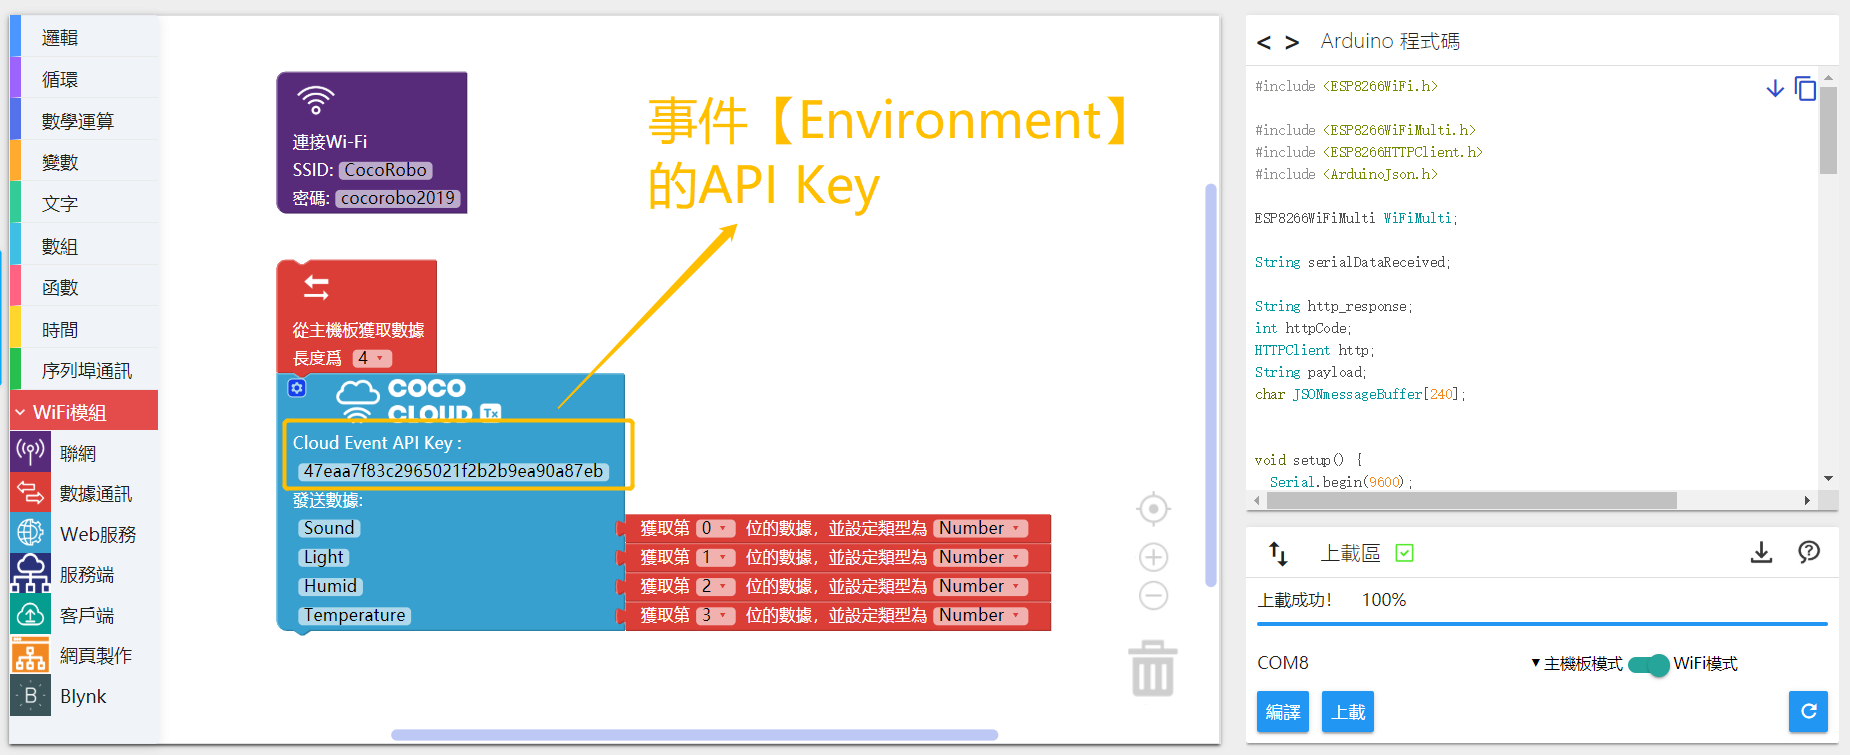 邏輯
循環
數學運算
變數
文字
數組
函數
時間
序列埠通訊
WiFi模組
聯網
數據通訊
Web服務
服務端
客戶端
網頁製作
B
Blynk
連接Wi-Fi
SSID: CocoRobo
密碼: cocorobo2019
事件【Environment】
的API Key
從主機板獲取數據
長度爲 4
COCO
CLOUD Tx
Cloud Event API Key :
47eaa7f83c2965021f2b2b9ea90a87eb
發送數據:
Sound 獲取第 0 位的數據，並設定類型為 Number
Light 獲取第 1 位的數據，並設定類型為 Number
Humid 獲取第 2 位的數據，並設定類型為 Number
Temperature 獲取第 3 位的數據，並設定類型為 Number
< > Arduino 程式碼
#include <ESP8266WiFi.h>
#include <ESP8266WiFiMulti.h>
#include <ESP8266HTTPClient.h>
#include <ArduinoJson.h>
ESP8266WiFiMulti WiFiMulti;
String serialDataReceived;
String http_response;
int httpCode;
HTTPClient http;
String payload;
char JSONmessageBuffer[240];
void setup() {
Serial.begin(9600);
上載區
上載成功！ 100%
COM8
主機板模式 WiFi模式
編譯 上載